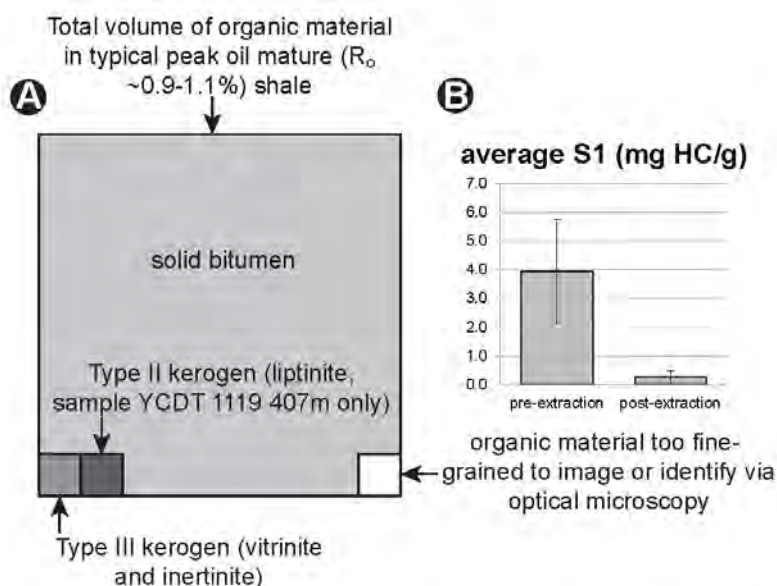 Total volume of organic material
in typical peak oil mature (Rₒ
~0.9-1.1%) shale
A
solid bitumen
Type II kerogen (liptinite,
sample YCDT 1119 407m only)
Type III kerogen (vitrinite
and inertinite)
B
average S1 (mg HC/g)
7.0
6.0
5.0
4.0
3.0
2.0
1.0
0.0
pre-extraction
post-extraction
organic material too fine-
grained to image or identify via
optical microscopy